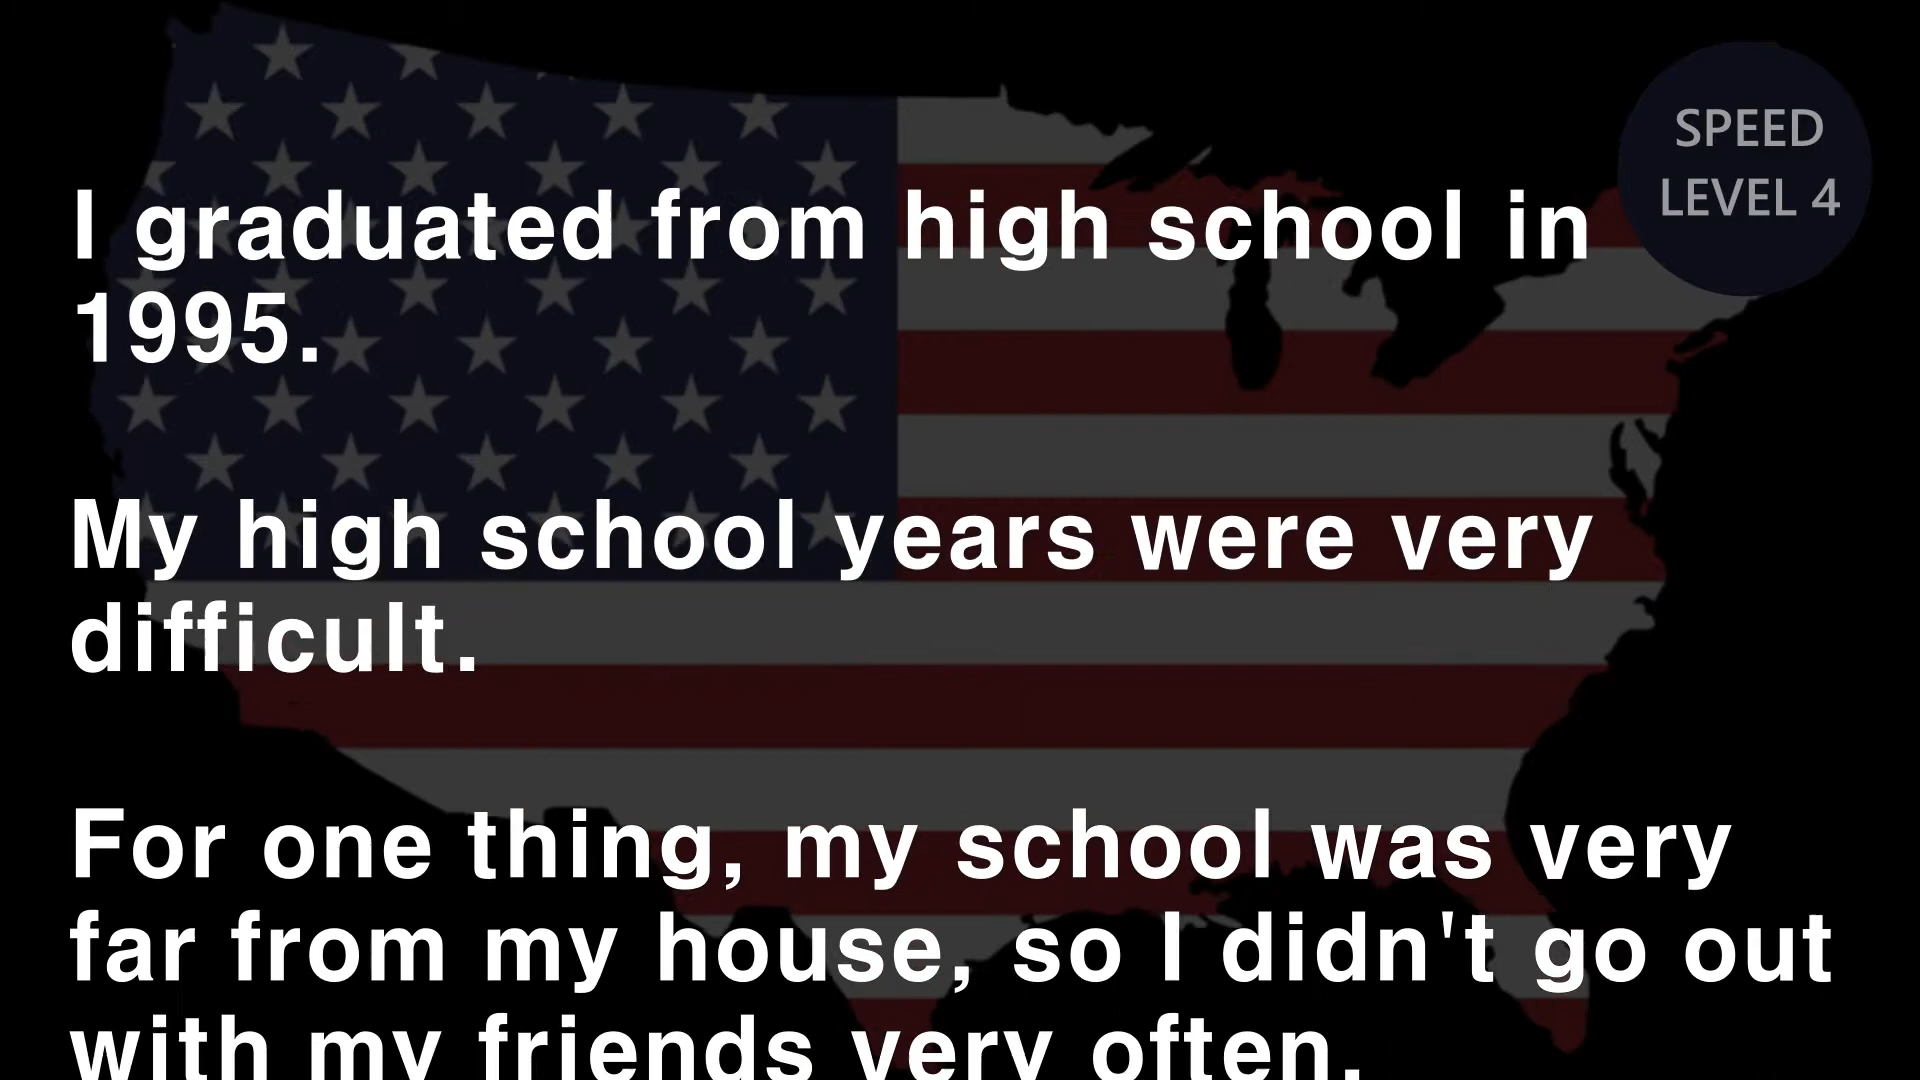 SPEED
LEVEL 4
I graduated from high school in
1995.
My high school years were very
difficult.
For one thing, my school was very
far from my house, so I didn't go out
with my friends very often.